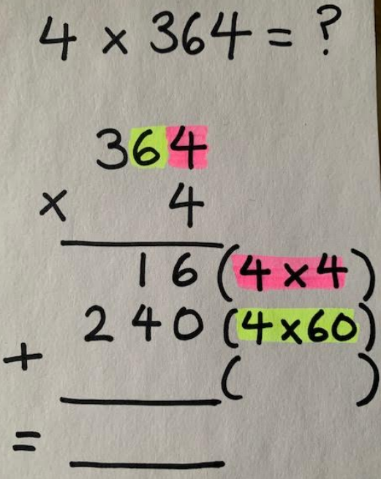 4 x 364 = ?
364
x 4
16 (4 x 4)
240 (4 x 60)
+ ( )
=